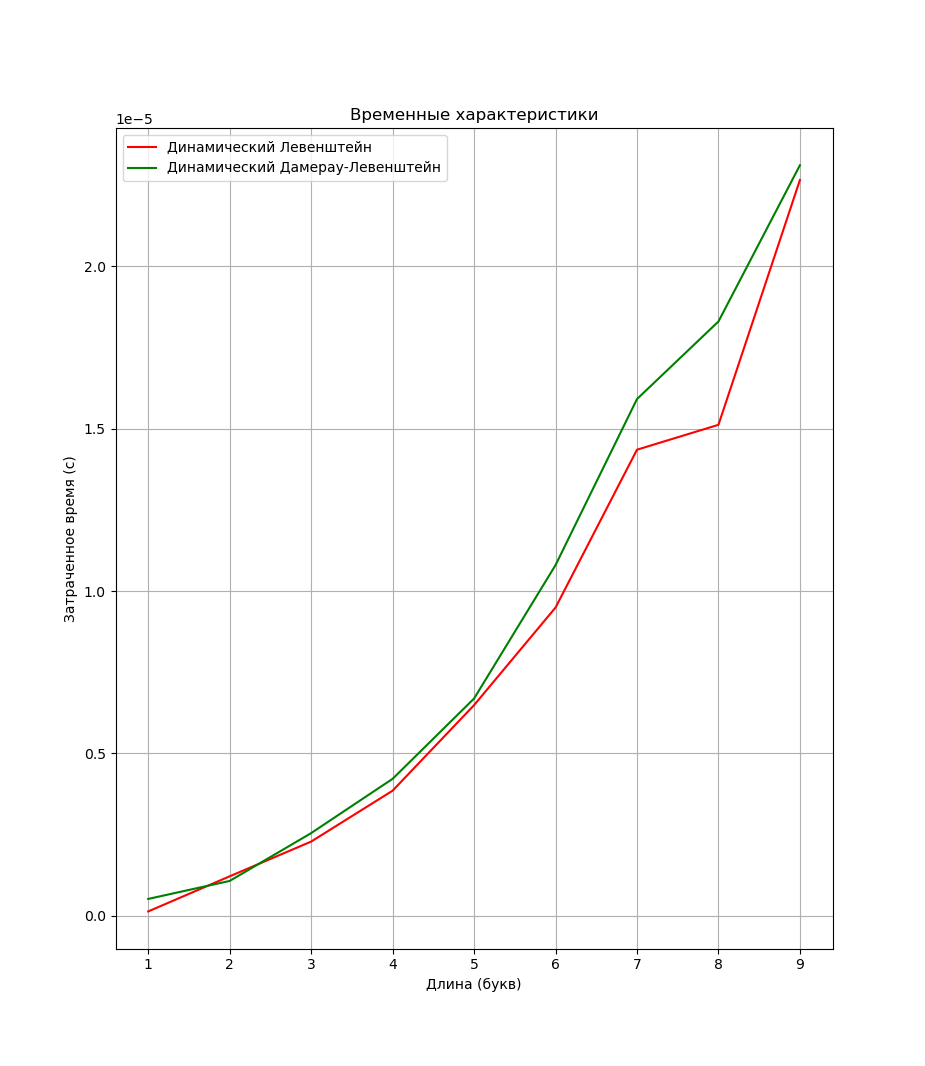 Временные характеристики
1e−5
Динамический Левенштейн
Динамический Дамерау-Левенштейн
2.0
1.5
1.0
0.5
0.0
Затраченное время (с)
1 2 3 4 5 6 7 8 9
Длина (букв)